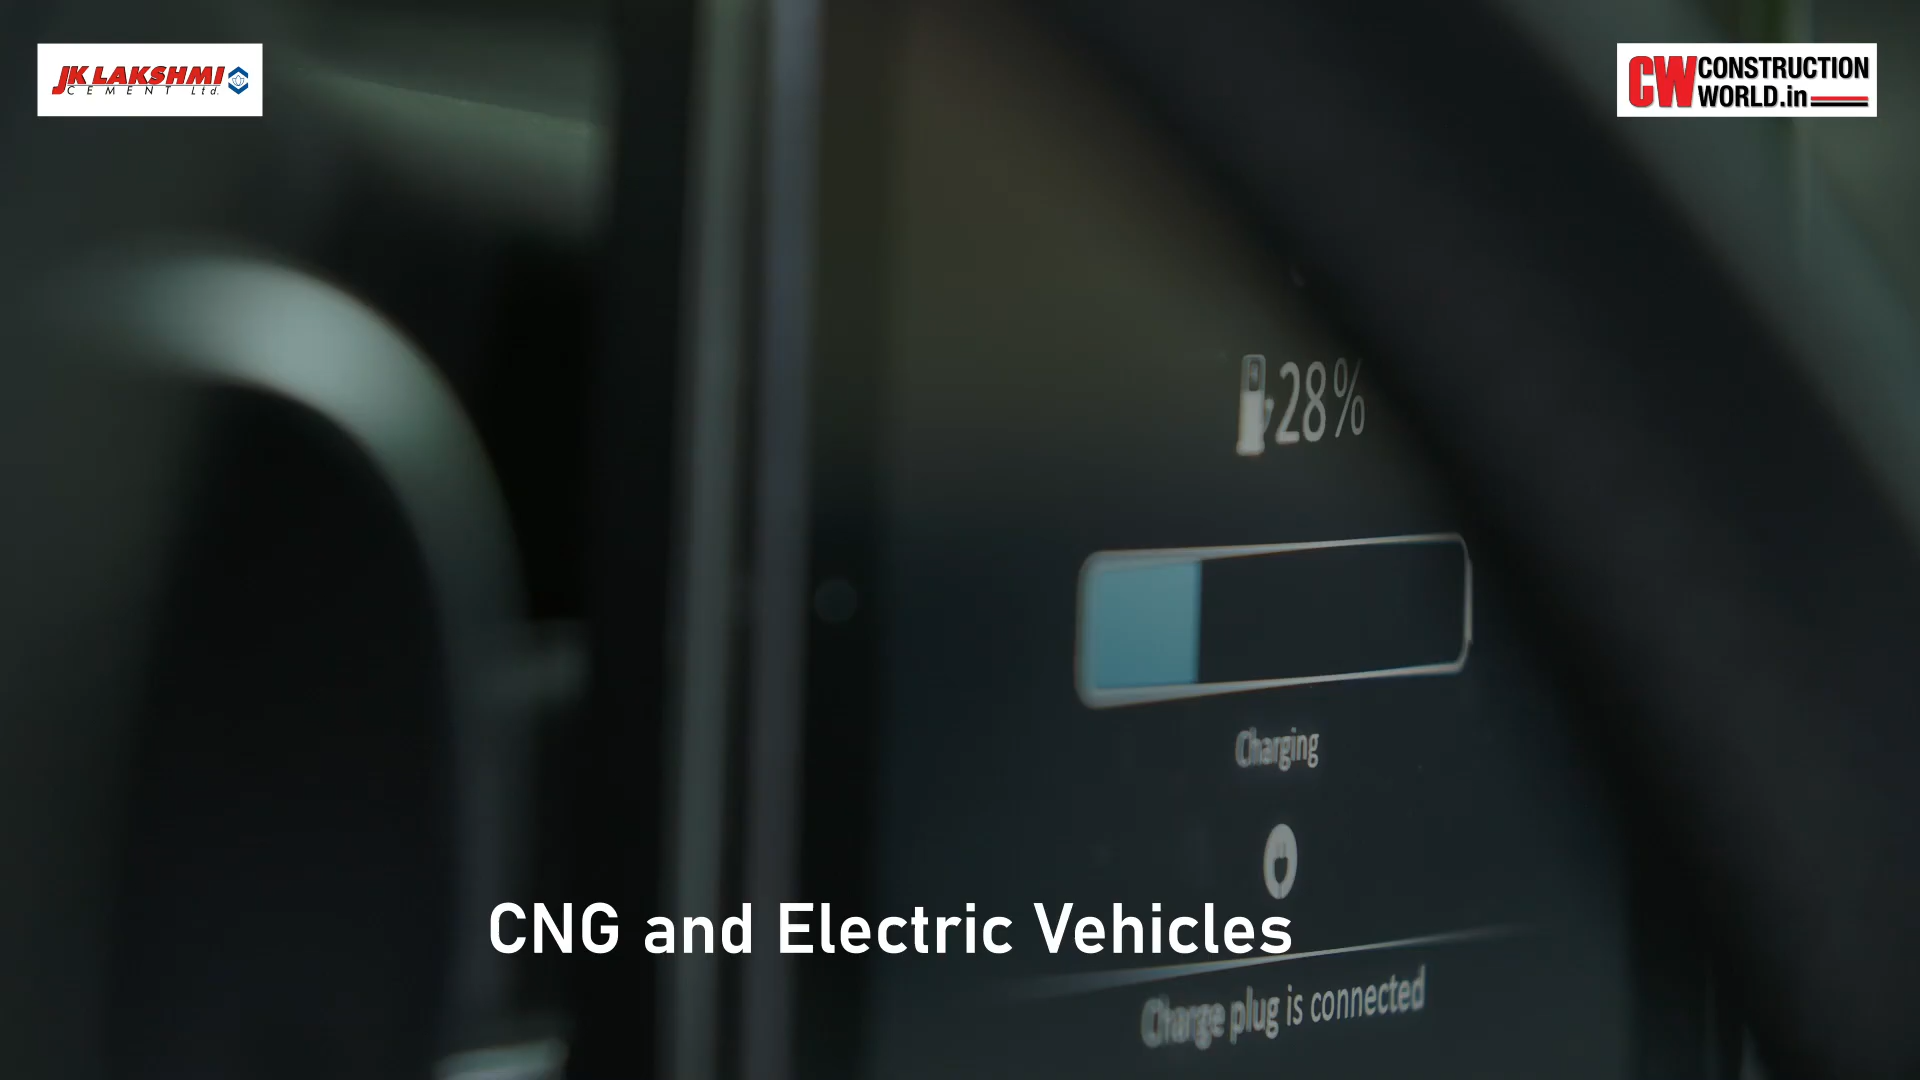 JK LAKSHMI
CEMENT Ltd.
CW CONSTRUCTION
WORLD.in
28%
Charging
CNG and Electric Vehicles
Charge plug is connected